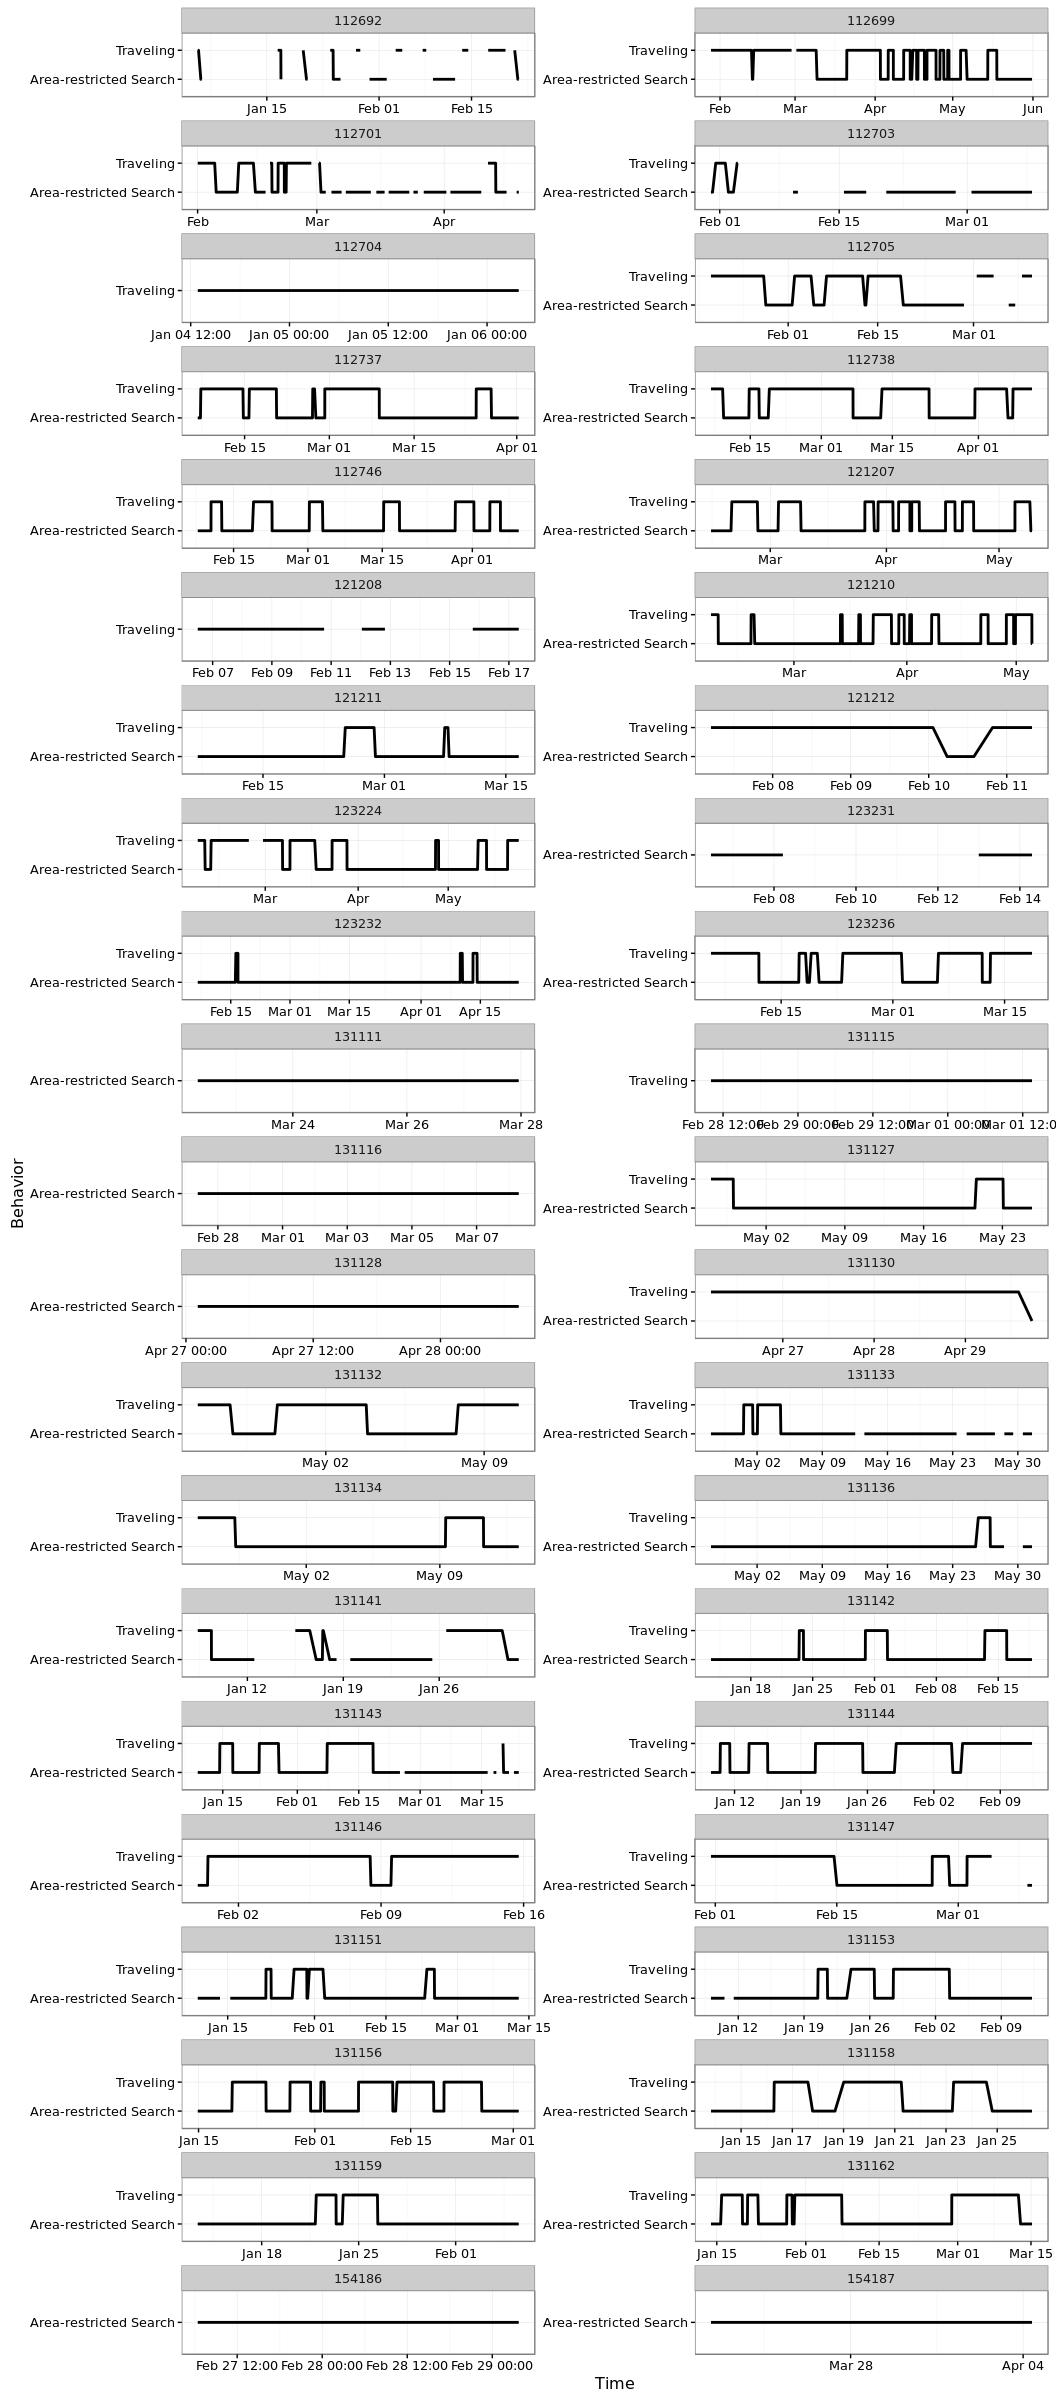 112692
Traveling
Area-restricted Search
Jan 15 Feb 01 Feb 15
112699
Traveling
Area-restricted Search
Feb Mar Apr May Jun
112701
Traveling
Area-restricted Search
Feb Mar Apr
112703
Traveling
Area-restricted Search
Feb 01 Feb 15 Mar 01
112704
Traveling
Jan 04 12:00 Jan 05 00:00 Jan 05 12:00 Jan 06 00:00
112705
Traveling
Area-restricted Search
Feb 01 Feb 15 Mar 01
112737
Traveling
Area-restricted Search
Feb 15 Mar 01 Mar 15 Apr 01
112738
Traveling
Area-restricted Search
Feb 15 Mar 01 Mar 15 Apr 01
112746
Traveling
Area-restricted Search
Feb 15 Mar 01 Mar 15 Apr 01
121207
Traveling
Area-restricted Search
Mar Apr May
121208
Traveling
Feb 07 Feb 09 Feb 11 Feb 13 Feb 15 Feb 17
121210
Traveling
Area-restricted Search
Mar Apr May
121211
Traveling
Area-restricted Search
Feb 15 Mar 01 Mar 15
121212
Traveling
Area-restricted Search
Feb 08 Feb 09 Feb 10 Feb 11
123224
Traveling
Area-restricted Search
Mar Apr May
123231
Area-restricted Search
Feb 08 Feb 10 Feb 12 Feb 14
123232
Traveling
Area-restricted Search
Feb 15 Mar 01 Mar 15 Apr 01 Apr 15
123236
Traveling
Area-restricted Search
Feb 15 Mar 01 Mar 15
131111
Area-restricted Search
Mar 24 Mar 26 Mar 28
131115
Traveling
Feb 28 12:00 Feb 29 00:00 Feb 29 12:00 Mar 01 00:00 Mar 01 12:0
131116
Area-restricted Search
Feb 28 Mar 01 Mar 03 Mar 05 Mar 07
131127
Traveling
Area-restricted Search
May 02 May 09 May 16 May 23
131128
Area-restricted Search
Apr 27 00:00 Apr 27 12:00 Apr 28 00:00
131130
Traveling
Area-restricted Search
Apr 27 Apr 28 Apr 29
131132
Traveling
Area-restricted Search
May 02 May 09
131133
Traveling
Area-restricted Search
May 02 May 09 May 16 May 23 May 30
131134
Traveling
Area-restricted Search
May 02 May 09
131136
Traveling
Area-restricted Search
May 02 May 09 May 16 May 23 May 30
131141
Traveling
Area-restricted Search
Jan 12 Jan 19 Jan 26
131142
Traveling
Area-restricted Search
Jan 18 Jan 25 Feb 01 Feb 08 Feb 15
131143
Traveling
Area-restricted Search
Jan 15 Feb 01 Feb 15 Mar 01 Mar 15
131144
Traveling
Area-restricted Search
Jan 12 Jan 19 Jan 26 Feb 02 Feb 09
131146
Traveling
Area-restricted Search
Feb 02 Feb 09 Feb 16
131147
Traveling
Area-restricted Search
Feb 01 Feb 15 Mar 01
131151
Traveling
Area-restricted Search
Jan 15 Feb 01 Feb 15 Mar 01 Mar 15
131153
Traveling
Area-restricted Search
Jan 12 Jan 19 Jan 26 Feb 02 Feb 09
131156
Traveling
Area-restricted Search
Jan 15 Feb 01 Feb 15 Mar 01
131158
Traveling
Area-restricted Search
Jan 15 Jan 17 Jan 19 Jan 21 Jan 23 Jan 25
131159
Traveling
Area-restricted Search
Jan 18 Jan 25 Feb 01
131162
Traveling
Area-restricted Search
Jan 15 Feb 01 Feb 15 Mar 01 Mar 15
154186
Area-restricted Search
Feb 27 12:00 Feb 28 00:00 Feb 28 12:00 Feb 29 00:00
154187
Area-restricted Search
Mar 28 Apr 04
Behavior
Time